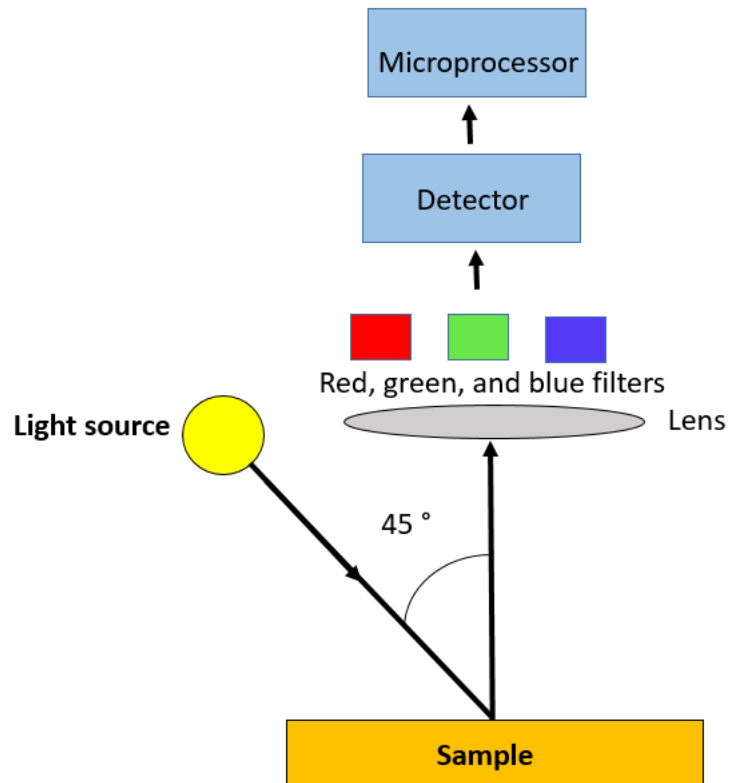 Microprocessor
Detector
Red, green, and blue filters
Light source
Lens
45 °
Sample